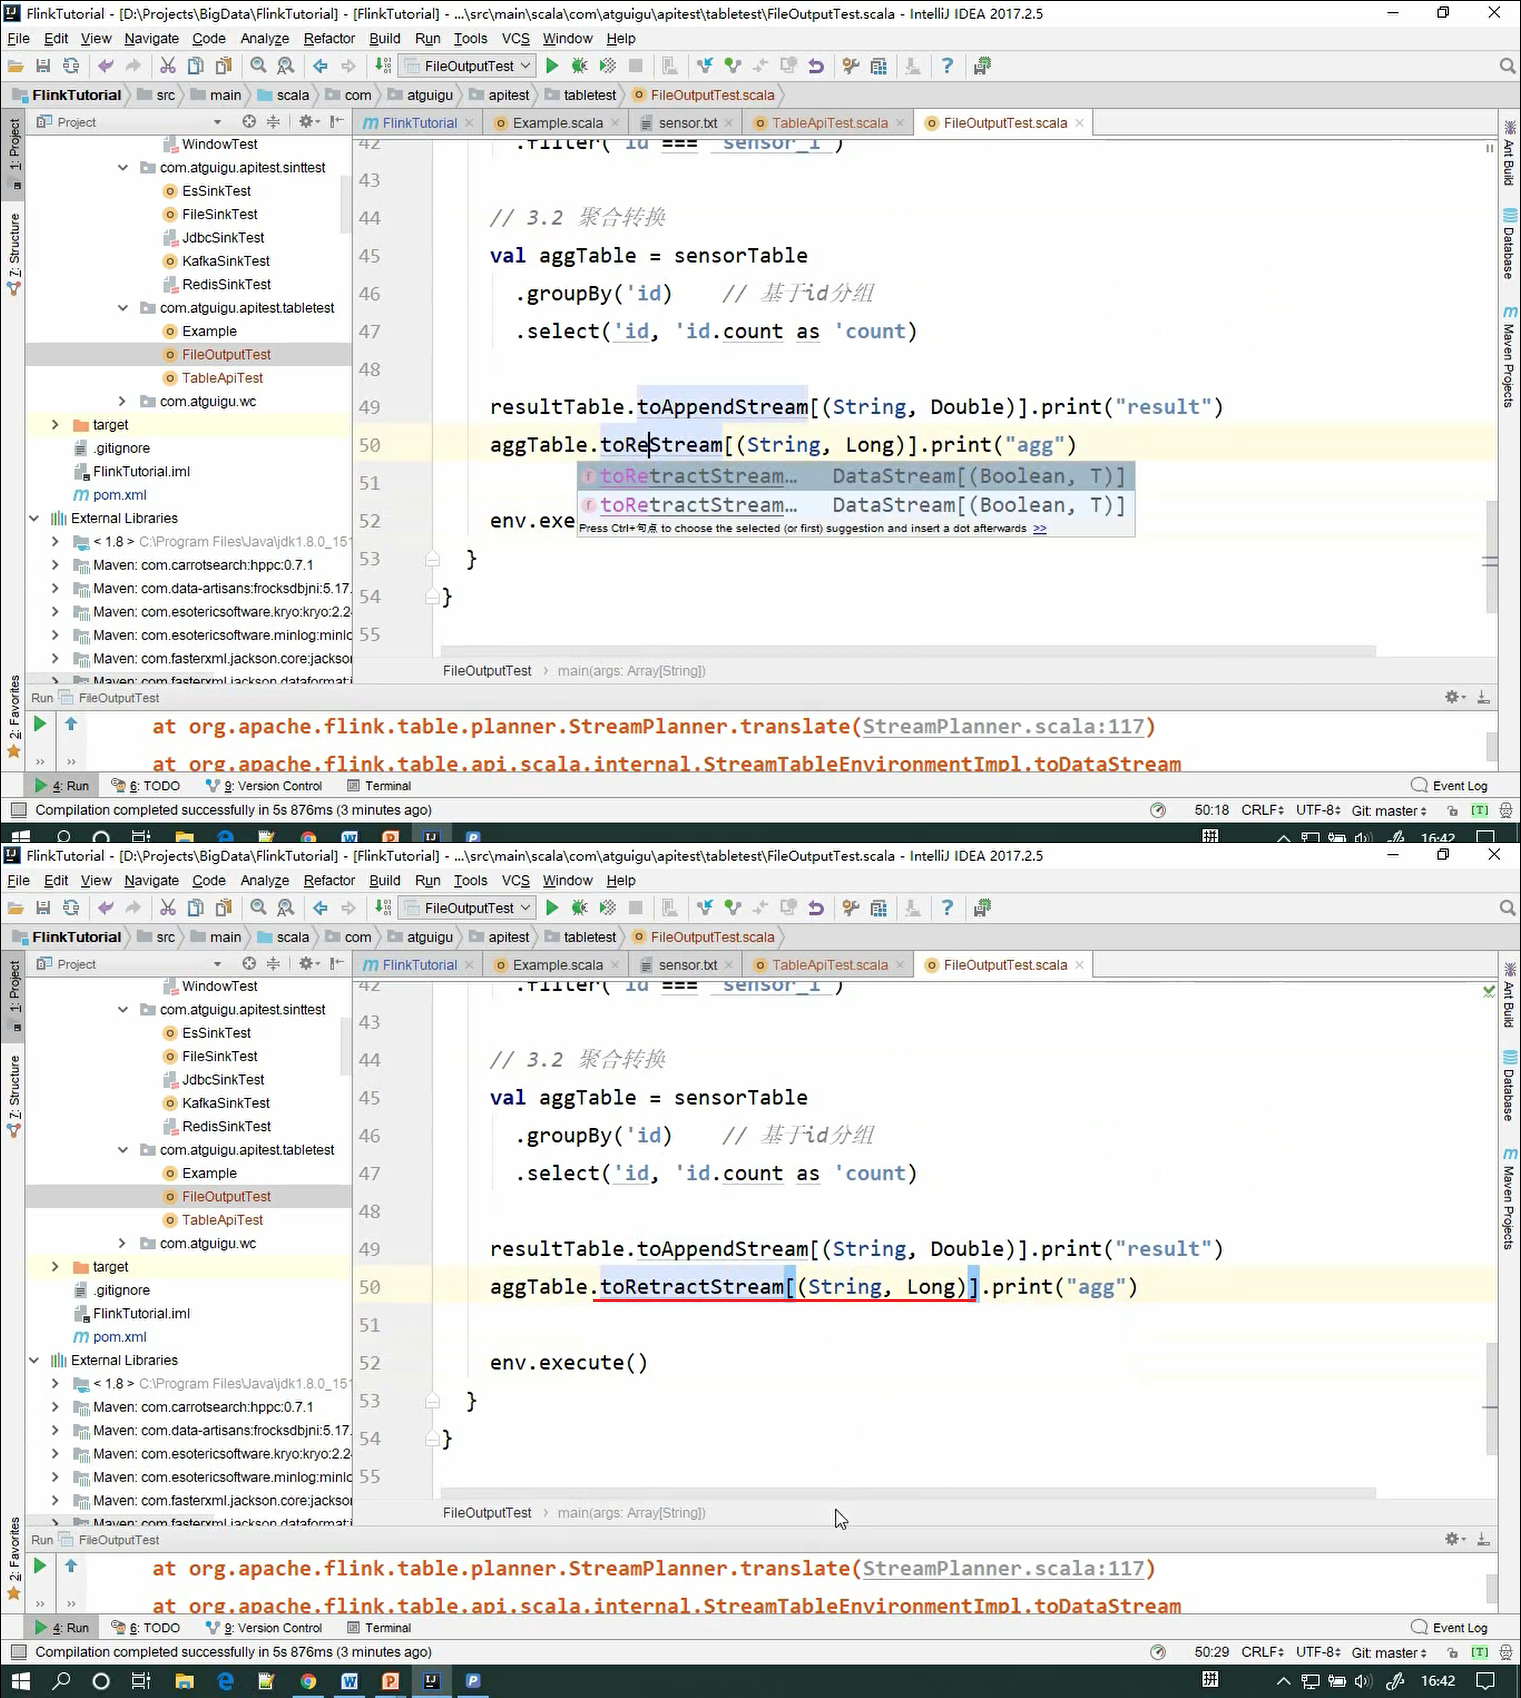 FlinkTutorial - [D:\Projects\BigData\FlinkTutorial] - [FlinkTutorial] - ...\src\main\scala\com\atguigu\apitest\tabletest\FileOutputTest.scala - IntelliJ IDEA 2017.2.5
File Edit View Navigate Code Analyze Refactor Build Run Tools VCS Window Help
FileOutputTest
FlinkTutorial src main scala com atguigu apitest tabletest FileOutputTest.scala
Project
FlinkTutorial Example.scala sensor.txt TableApiTest.scala FileOutputTest.scala
1: Project
7: Structure
2: Favorites
Ant Build
Database
Maven Projects
WindowTest
com.atguigu.apitest.sinttest
EsSinkTest
FileSinkTest
JdbcSinkTest
KafkaSinkTest
RedisSinkTest
com.atguigu.apitest.tabletest
Example
FileOutputTest
TableApiTest
com.atguigu.wc
target
.gitignore
FlinkTutorial.iml
pom.xml
External Libraries
< 1.8 > C:\Program Files\Java\jdk1.8.0_151
Maven: com.carrotsearch:hppc:0.7.1
Maven: com.data-artisans:frocksdbjni:5.17.
Maven: com.esotericsoftware.kryo:kryo:2.2
Maven: com.esotericsoftware.minlog:minlo
Maven: com.fasterxml.jackson.core:jackson
Maven: com.fasterxml.jackson.dataformat:j
42 .filter( 'id === "sensor_1" )
43
44 // 3.2 聚合转换
45 val aggTable = sensorTable
46 .groupBy('id) // 基于id分组
47 .select('id, 'id.count as 'count)
48
49 resultTable.toAppendStream[(String, Double)].print("result")
50 aggTable.toReStream[(String, Long)].print("agg")
toRetractStream… DataStream[(Boolean, T)]
51
toRetractStream… DataStream[(Boolean, T)]
52 env.exe
Press Ctrl+句点 to choose the selected (or first) suggestion and insert a dot afterwards >>
53 }
54 }
55
FileOutputTest main(args: Array[String])
Run FileOutputTest
at org.apache.flink.table.planner.StreamPlanner.translate(StreamPlanner.scala:117)
at org.apache.flink.table.api.scala.internal.StreamTableEnvironmentImpl.toDataStream
4: Run 6: TODO 9: Version Control Terminal Event Log
Compilation completed successfully in 5s 876ms (3 minutes ago) 50:18 CRLF UTF-8 Git: master
拼 16:42
FlinkTutorial - [D:\Projects\BigData\FlinkTutorial] - [FlinkTutorial] - ...\src\main\scala\com\atguigu\apitest\tabletest\FileOutputTest.scala - IntelliJ IDEA 2017.2.5
File Edit View Navigate Code Analyze Refactor Build Run Tools VCS Window Help
FileOutputTest
FlinkTutorial src main scala com atguigu apitest tabletest FileOutputTest.scala
Project
FlinkTutorial Example.scala sensor.txt TableApiTest.scala FileOutputTest.scala
1: Project
7: Structure
2: Favorites
Ant Build
Database
Maven Projects
WindowTest
com.atguigu.apitest.sinttest
EsSinkTest
FileSinkTest
JdbcSinkTest
KafkaSinkTest
RedisSinkTest
com.atguigu.apitest.tabletest
Example
FileOutputTest
TableApiTest
com.atguigu.wc
target
.gitignore
FlinkTutorial.iml
pom.xml
External Libraries
< 1.8 > C:\Program Files\Java\jdk1.8.0_151
Maven: com.carrotsearch:hppc:0.7.1
Maven: com.data-artisans:frocksdbjni:5.17.
Maven: com.esotericsoftware.kryo:kryo:2.2
Maven: com.esotericsoftware.minlog:minlo
Maven: com.fasterxml.jackson.core:jackson
Maven: com.fasterxml.jackson.dataformat:j
42 .filter( 'id === "sensor_1" )
43
44 // 3.2 聚合转换
45 val aggTable = sensorTable
46 .groupBy('id) // 基于id分组
47 .select('id, 'id.count as 'count)
48
49 resultTable.toAppendStream[(String, Double)].print("result")
50 aggTable.toRetractStream[(String, Long)].print("agg")
51
52 env.execute()
53 }
54 }
55
FileOutputTest main(args: Array[String])
Run FileOutputTest
at org.apache.flink.table.planner.StreamPlanner.translate(StreamPlanner.scala:117)
at org.apache.flink.table.api.scala.internal.StreamTableEnvironmentImpl.toDataStream
4: Run 6: TODO 9: Version Control Terminal Event Log
Compilation completed successfully in 5s 876ms (3 minutes ago) 50:29 CRLF UTF-8 Git: master
拼 16:42